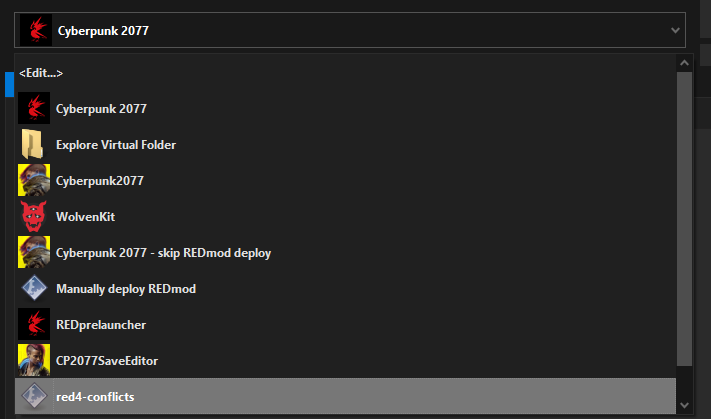 Cyberpunk 2077
<Edit...>
Cyberpunk 2077
Explore Virtual Folder
Cyberpunk2077
WolvenKit
Cyberpunk 2077 - skip REDmod deploy
Manually deploy REDmod
REDprelauncher
CP2077SaveEditor
red4-conflicts